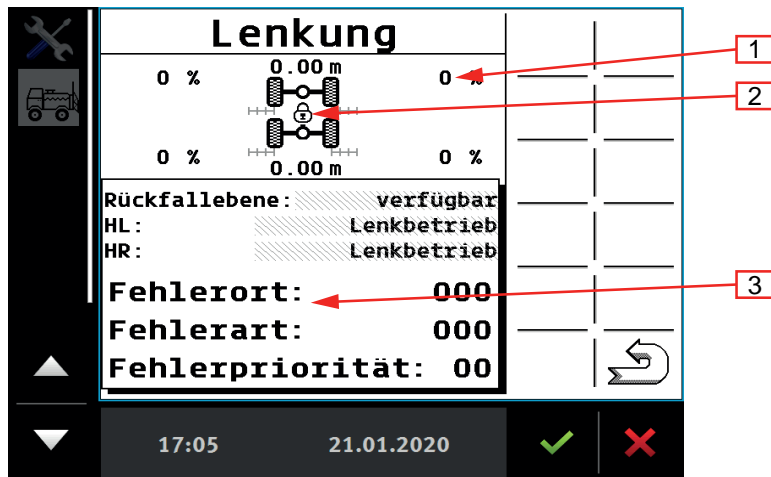 Lenkung
0.00 m
0 % 0 %
1
2
0 % 0 %
0.00 m
Rückfallebene: verfügbar
HL: Lenkbetrieb
HR: Lenkbetrieb
Fehlerort: 000
3
Fehlerart: 000
Fehlerpriorität: 00
17:05 21.01.2020